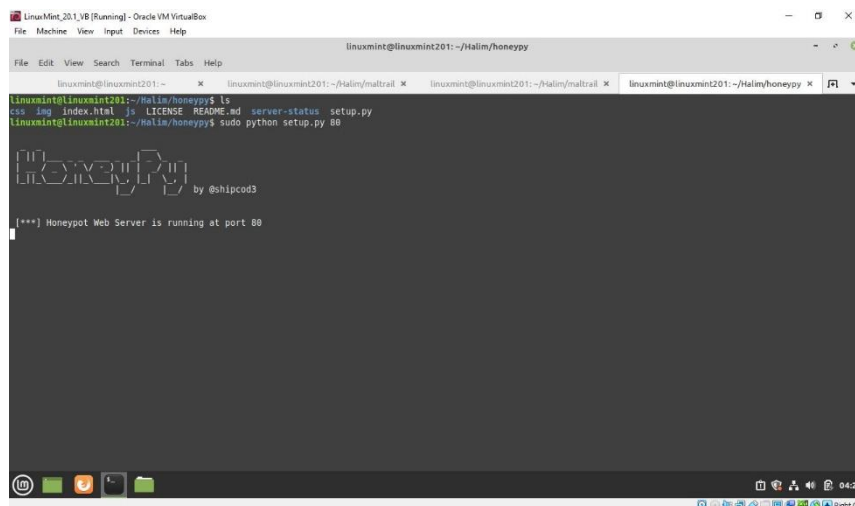 LinuxMint_20.1_VB [Running] - Oracle VM VirtualBox
File Machine View Input Devices Help
linuxmint@linuxmint201: ~/Halim/honeypy
File Edit View Search Terminal Tabs Help
linuxmint@linuxmint201: ~ × linuxmint@linuxmint201: ~/Halim/maltrail × linuxmint@linuxmint201: ~/Halim/maltrail × linuxmint@linuxmint201: ~/Halim/honeypy ×
linuxmint@linuxmint201:~/Halim/honeypy$ ls
css img index.html js LICENSE README.md server-status setup.py
linuxmint@linuxmint201:~/Halim/honeypy$ sudo python setup.py 80
HoneyPy
by @shipcod3
[***] Honeypot Web Server is running at port 80
Right